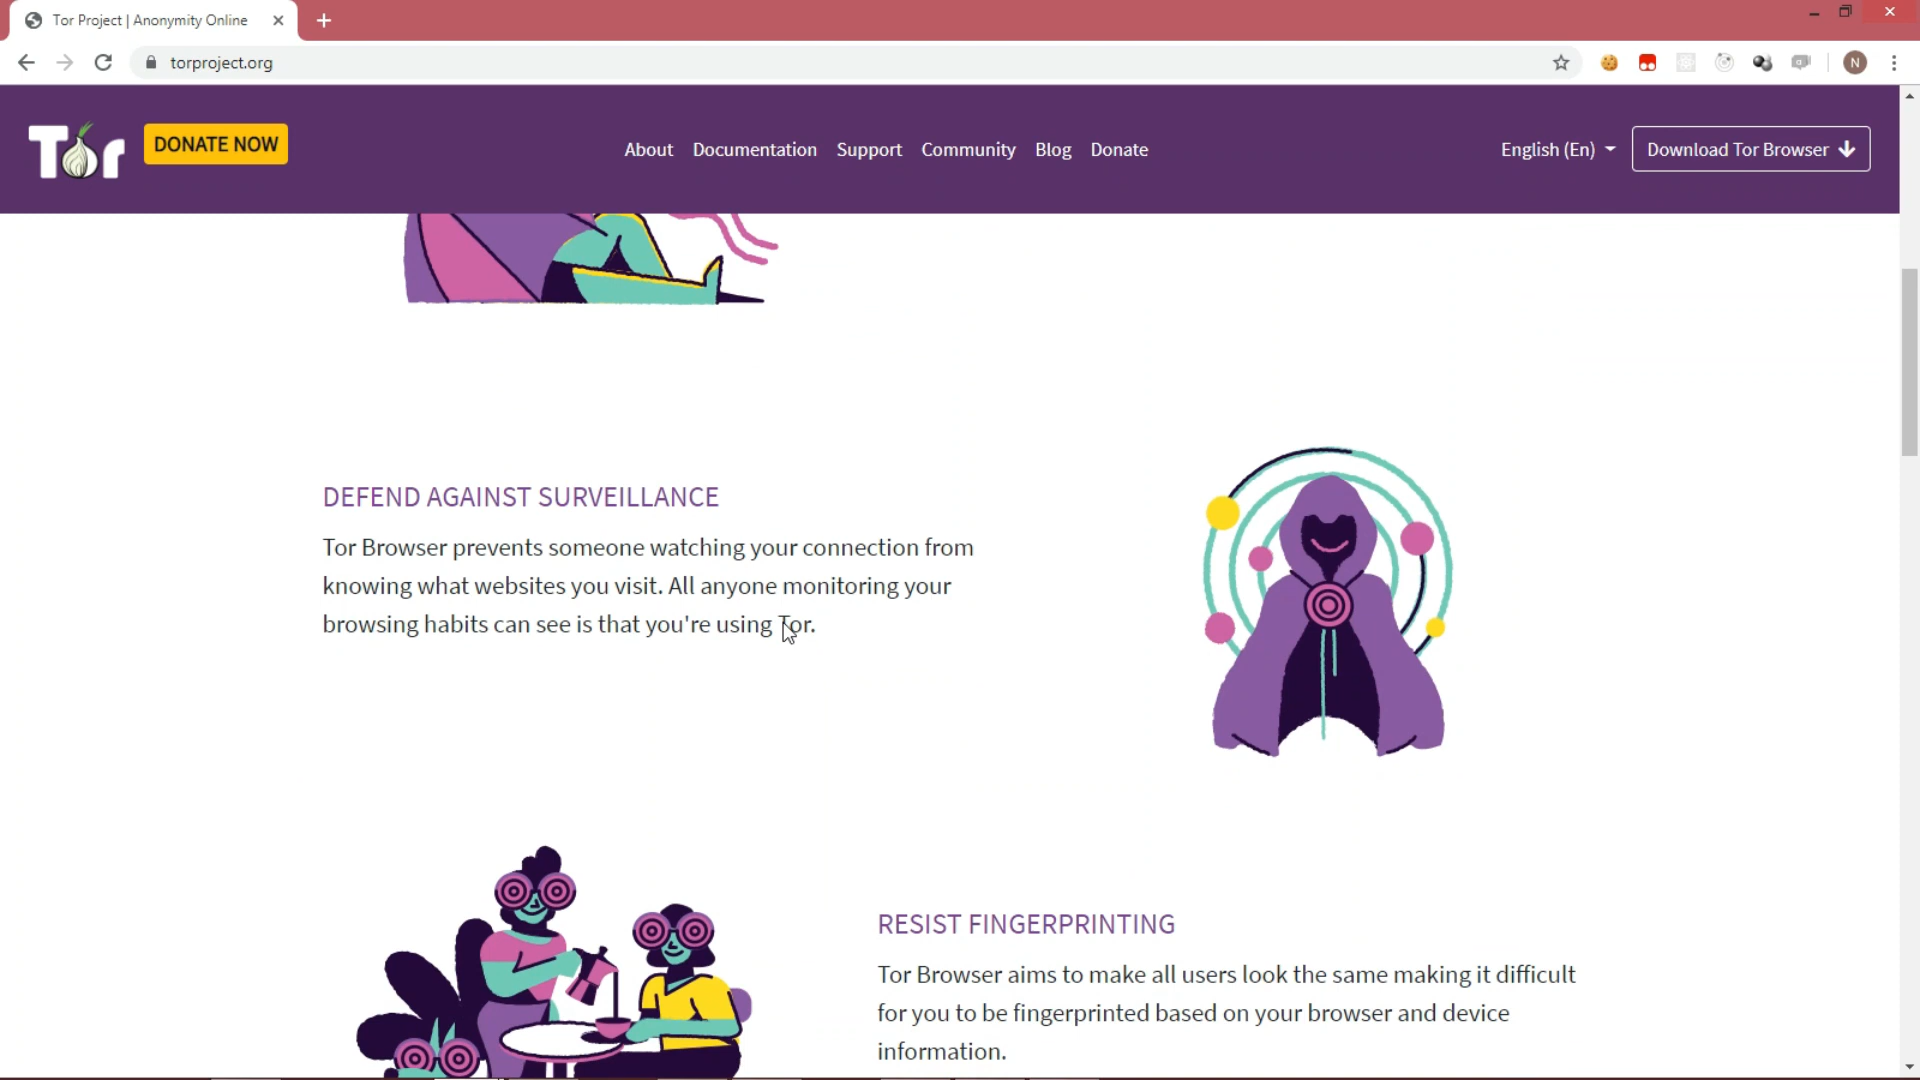 Tor Project | Anonymity Online
torproject.org
N
Tor
DONATE NOW
About Documentation Support Community Blog Donate
English (En)
Download Tor Browser
DEFEND AGAINST SURVEILLANCE
Tor Browser prevents someone watching your connection from
knowing what websites you visit. All anyone monitoring your
browsing habits can see is that you're using Tor.
RESIST FINGERPRINTING
Tor Browser aims to make all users look the same making it difficult
for you to be fingerprinted based on your browser and device
information.